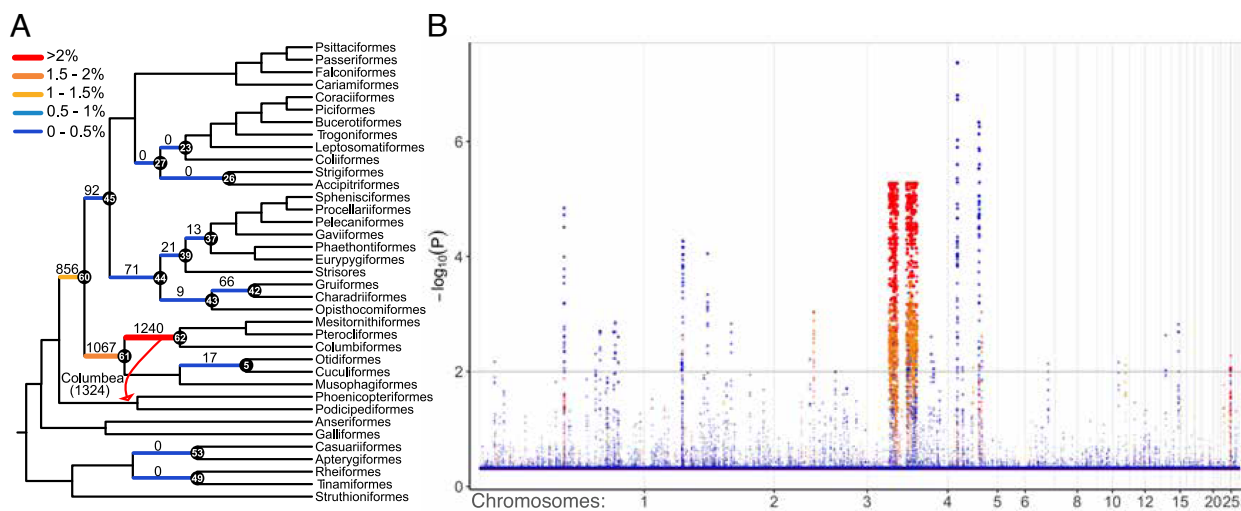 A
>2%
1.5 - 2%
1 - 1.5%
0.5 - 1%
0 - 0.5%
Psittaciformes
Passeriformes
Falconiformes
Cariamiformes
Coraciiformes
Piciformes
Bucerotiformes
Trogoniformes
Leptosomatiformes
Coliiformes
Strigiformes
Accipitriformes
Sphenisciformes
Procellariiformes
Pelecaniformes
Gaviiformes
Phaethontiformes
Eurypygiformes
Strisores
Gruiformes
Charadriiformes
Opisthocomiformes
Mesitornithiformes
Pterocliformes
Columbiformes
Otidiformes
Cuculiformes
Musophagiformes
Phoenicopteriformes
Podicipediformes
Anseriformes
Galliformes
Casuariiformes
Apterygiformes
Rheiformes
Tinamiformes
Struthioniformes
0
23
0
27
0
26
92
45
13
37
21
39
71
44
66
42
9
43
856
60
1240
62
1067
61
17
5
Columbea
(1324)
0
53
0
49
B
-log10(P)
6
4
2
0
Chromosomes:
1 2 3 4 5 6 8 10 12 15 20 25